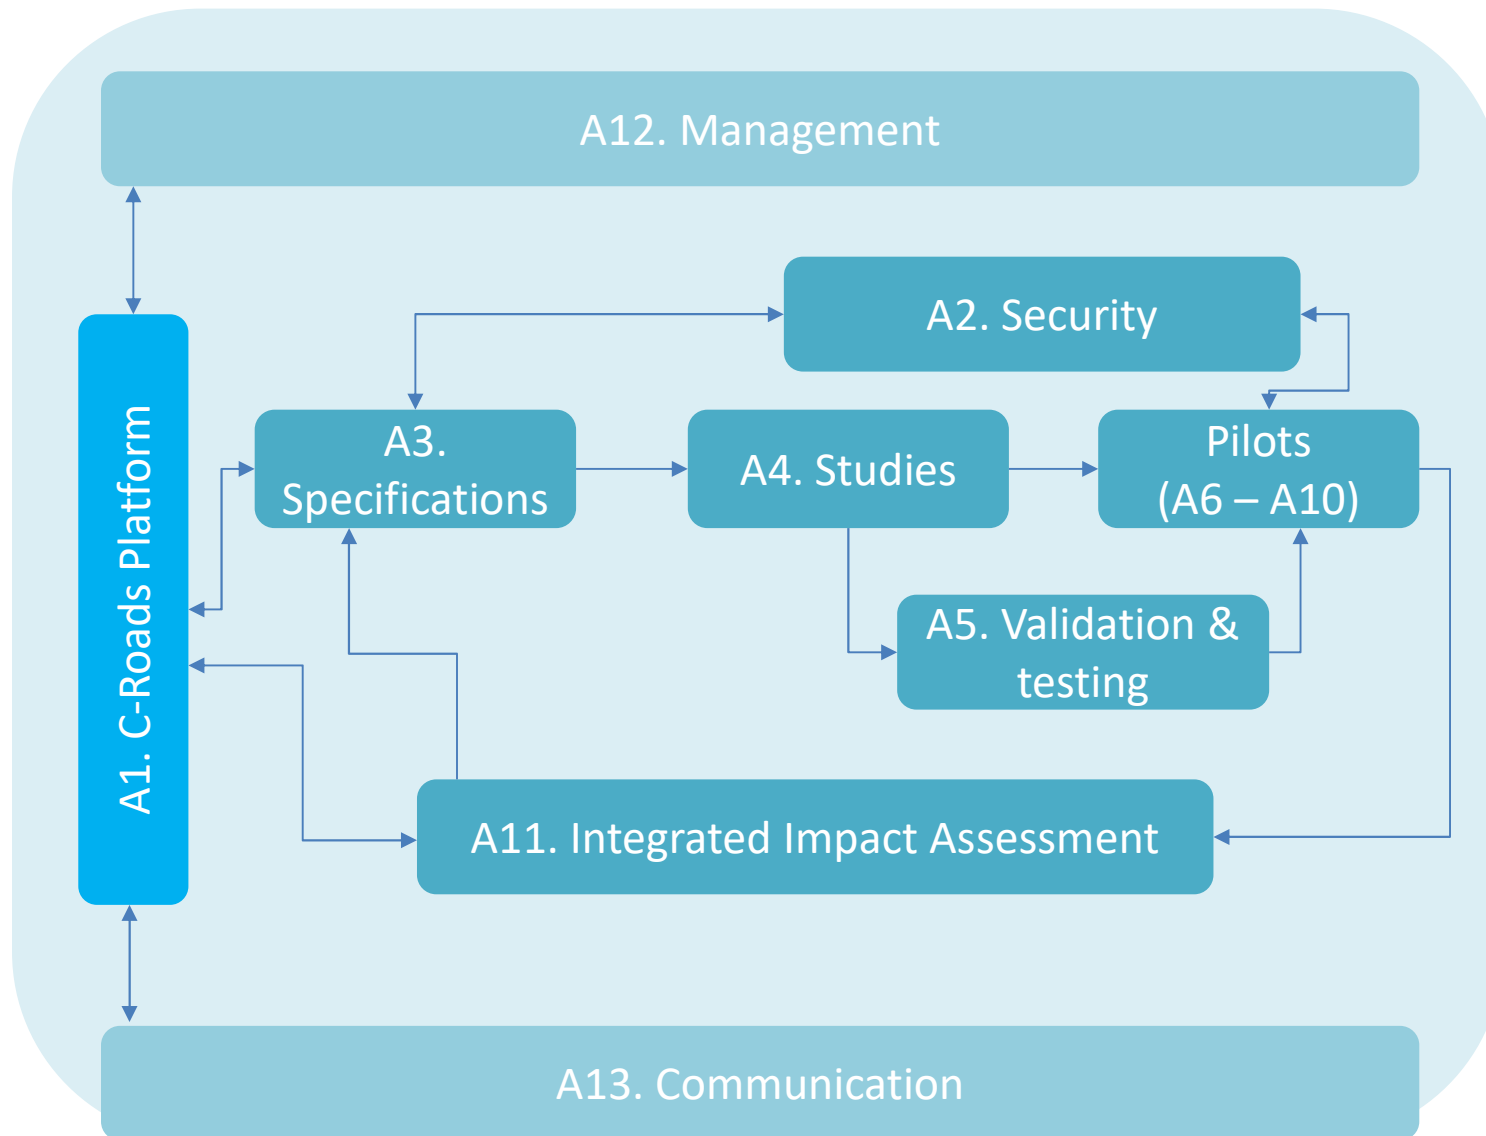 A12. Management
A2. Security
A1. C-Roads Platform
A3.
Specifications
A4. Studies
Pilots
(A6 – A10)
A5. Validation &
testing
A11. Integrated Impact Assessment
A13. Communication